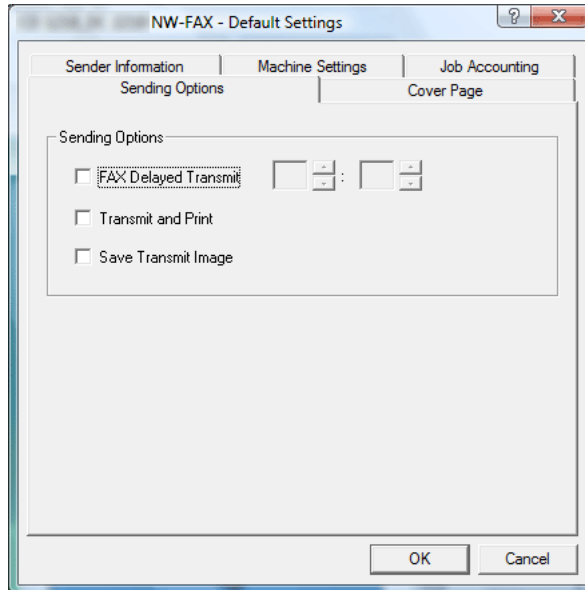 NW-FAX - Default Settings
Sender Information Machine Settings Job Accounting
Sending Options Cover Page
Sending Options
FAX Delayed Transmit :
Transmit and Print
Save Transmit Image
OK Cancel